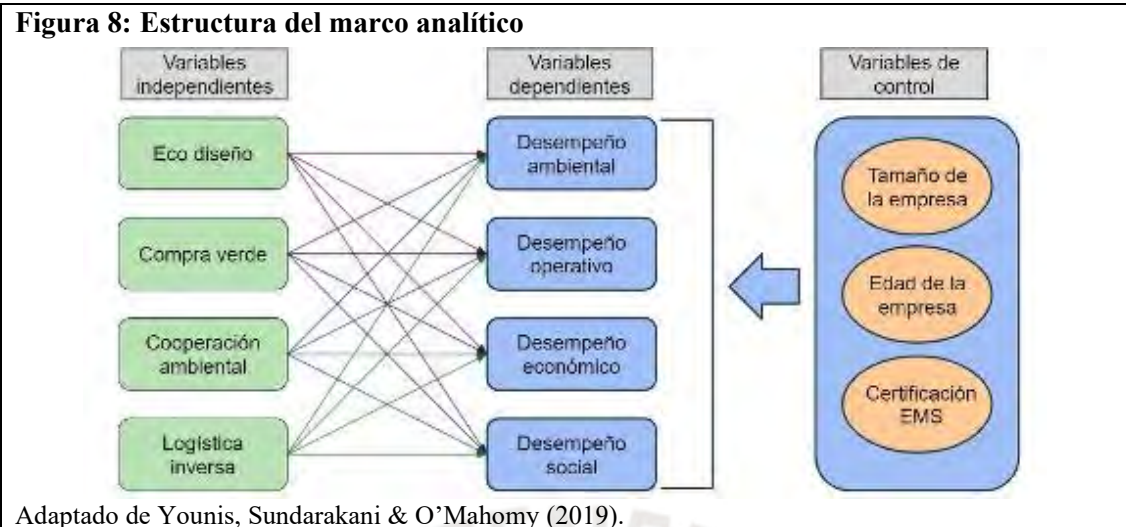 Figura 8: Estructura del marco analítico
Variables
independientes
Variables
dependientes
Variables de
control
Eco diseño
Compra verde
Cooperación
ambiental
Logística
inversa
Desempeño
ambiental
Desempeño
operativo
Desempeño
económico
Desempeño
social
Tamaño de
la empresa
Edad de la
empresa
Certificación
EMS
Adaptado de Younis, Sundarakani & O’Mahomy (2019).